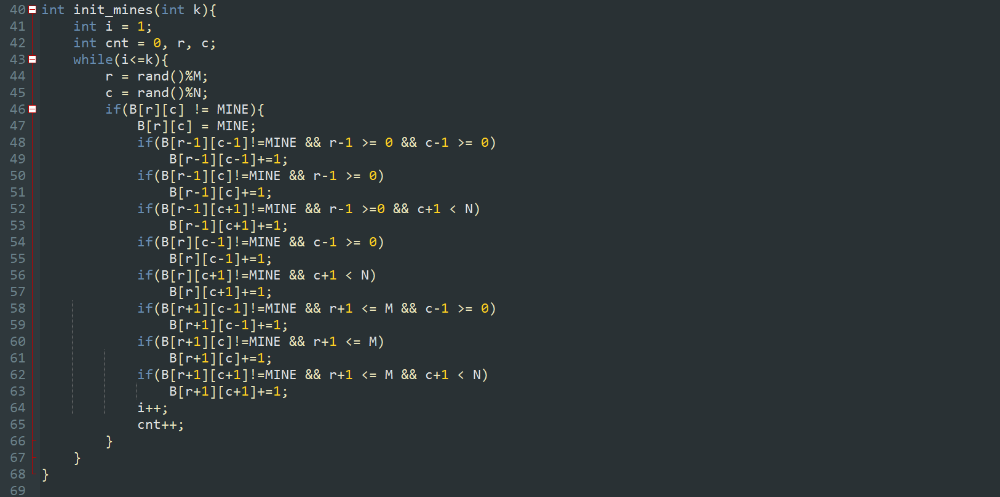 40 int init_mines(int k){
41     int i = 1;
42     int cnt = 0, r, c;
43     while(i<=k){
44         r = rand()%M;
45         c = rand()%N;
46         if(B[r][c] != MINE){
47             B[r][c] = MINE;
48             if(B[r-1][c-1]!=MINE && r-1 >= 0 && c-1 >= 0)
49                 B[r-1][c-1]+=1;
50             if(B[r-1][c]!=MINE && r-1 >= 0)
51                 B[r-1][c]+=1;
52             if(B[r-1][c+1]!=MINE && r-1 >=0 && c+1 < N)
53                 B[r-1][c+1]+=1;
54             if(B[r][c-1]!=MINE && c-1 >= 0)
55                 B[r][c-1]+=1;
56             if(B[r][c+1]!=MINE && c+1 < N)
57                 B[r][c+1]+=1;
58             if(B[r+1][c-1]!=MINE && r+1 <= M && c-1 >= 0)
59                 B[r+1][c-1]+=1;
60             if(B[r+1][c]!=MINE && r+1 <= M)
61                 B[r+1][c]+=1;
62             if(B[r+1][c+1]!=MINE && r+1 <= M && c+1 < N)
63                 B[r+1][c+1]+=1;
64             i++;
65             cnt++;
66         }
67     }
68 }
69